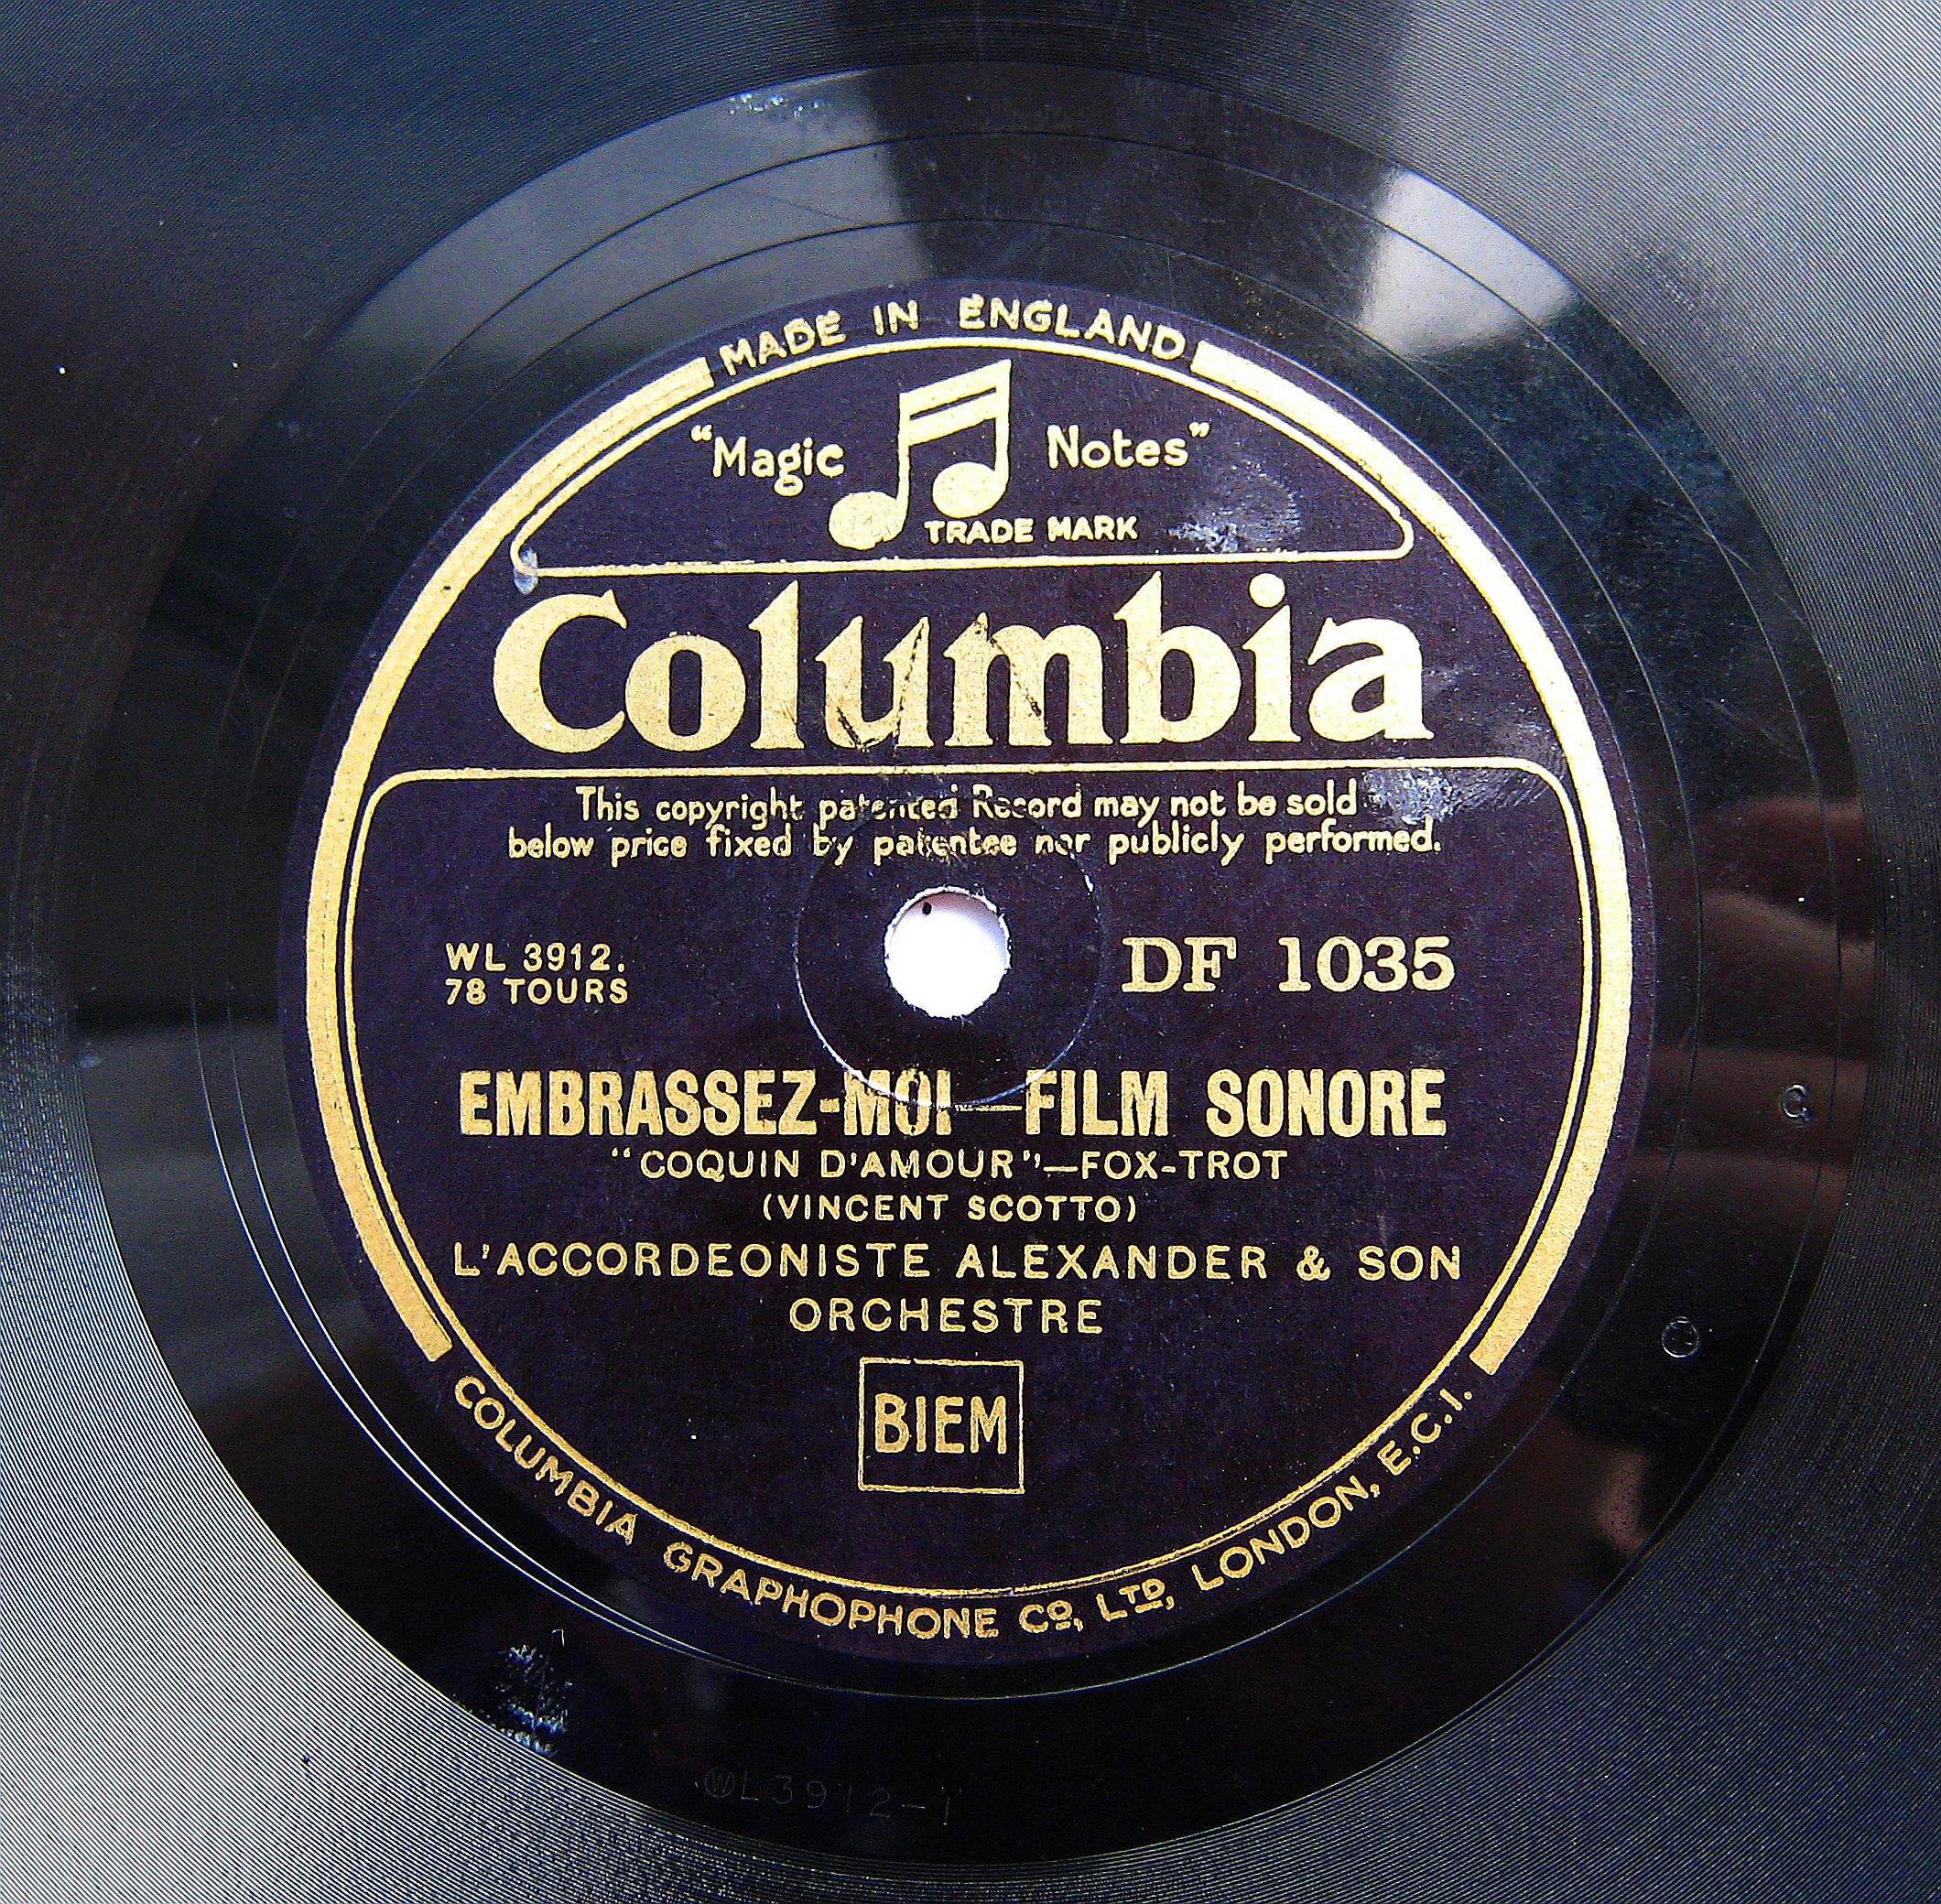 MADE IN ENGLAND
"Magic Notes"
TRADE MARK
Columbia
This copyright patented Record may not be sold
below price fixed by patentee nor publicly performed.
WL 3912.
78 TOURS
DF 1035
EMBRASSEZ-MOI—FILM SONORE
"COQUIN D'AMOUR"—FOX-TROT
(VINCENT SCOTTO)
L'ACCORDEONISTE ALEXANDER & SON
ORCHESTRE
BIEM
COLUMBIA GRAPHOPHONE Co, LTD, LONDON, E.C.1.
WL3912-1